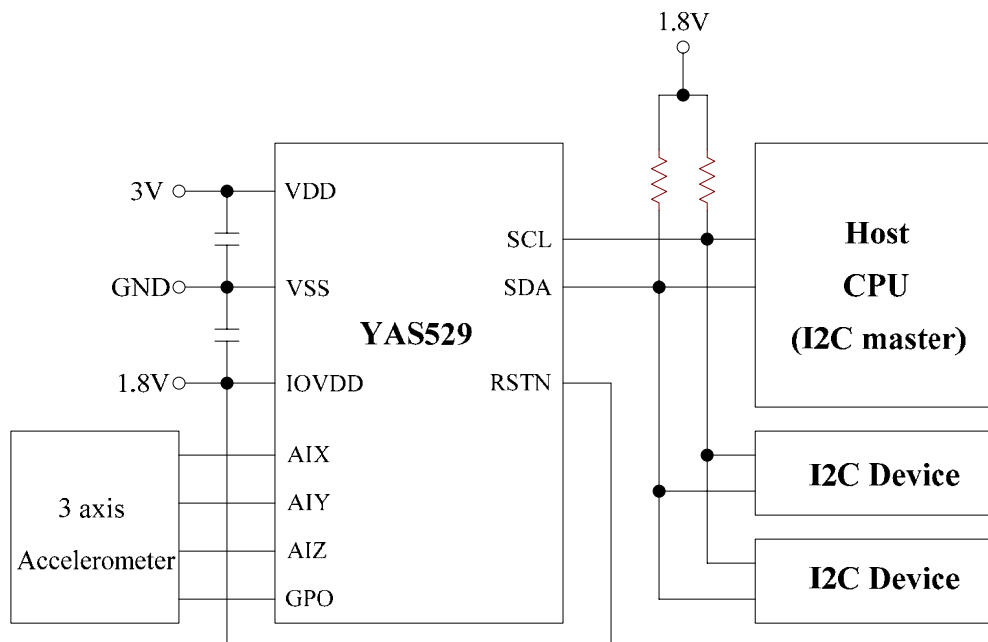 1.8V
3V
VDD
GND
VSS
1.8V
IOVDD
YAS529
SCL
SDA
RSTN
AIX
AIY
AIZ
GPO
3 axis
Accelerometer
Host
CPU
(I2C master)
I2C Device
I2C Device